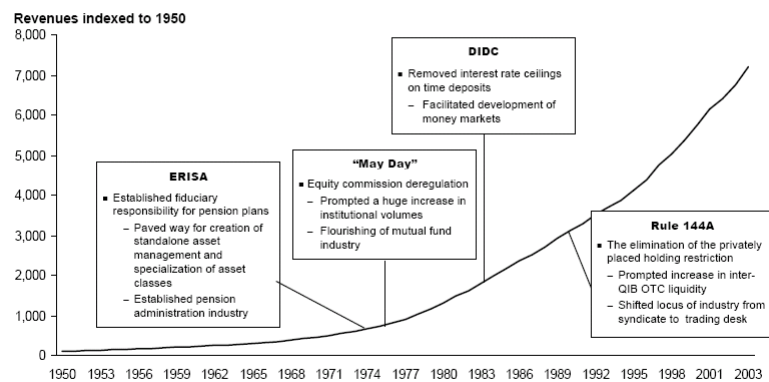 Revenues indexed to 1950
8,000
7,000
6,000
5,000
4,000
3,000
2,000
1,000
0
DIDC
▪ Removed interest rate ceilings
on time deposits
– Facilitated development of
money markets
"May Day"
▪ Equity commission deregulation
– Prompted a huge increase in
institutional volumes
– Flourishing of mutual fund
industry
ERISA
▪ Established fiduciary
responsibility for pension plans
– Paved way for creation of
standalone asset
management and
specialization of asset
classes
– Established pension
administration industry
Rule 144A
▪ The elimination of the privately
placed holding restriction
– Prompted increase in inter-
QIB OTC liquidity
– Shifted locus of industry from
syndicate to trading desk
1950 1953 1956 1959 1962 1965 1968 1971 1974 1977 1980 1983 1986 1989 1992 1995 1998 2001 2003